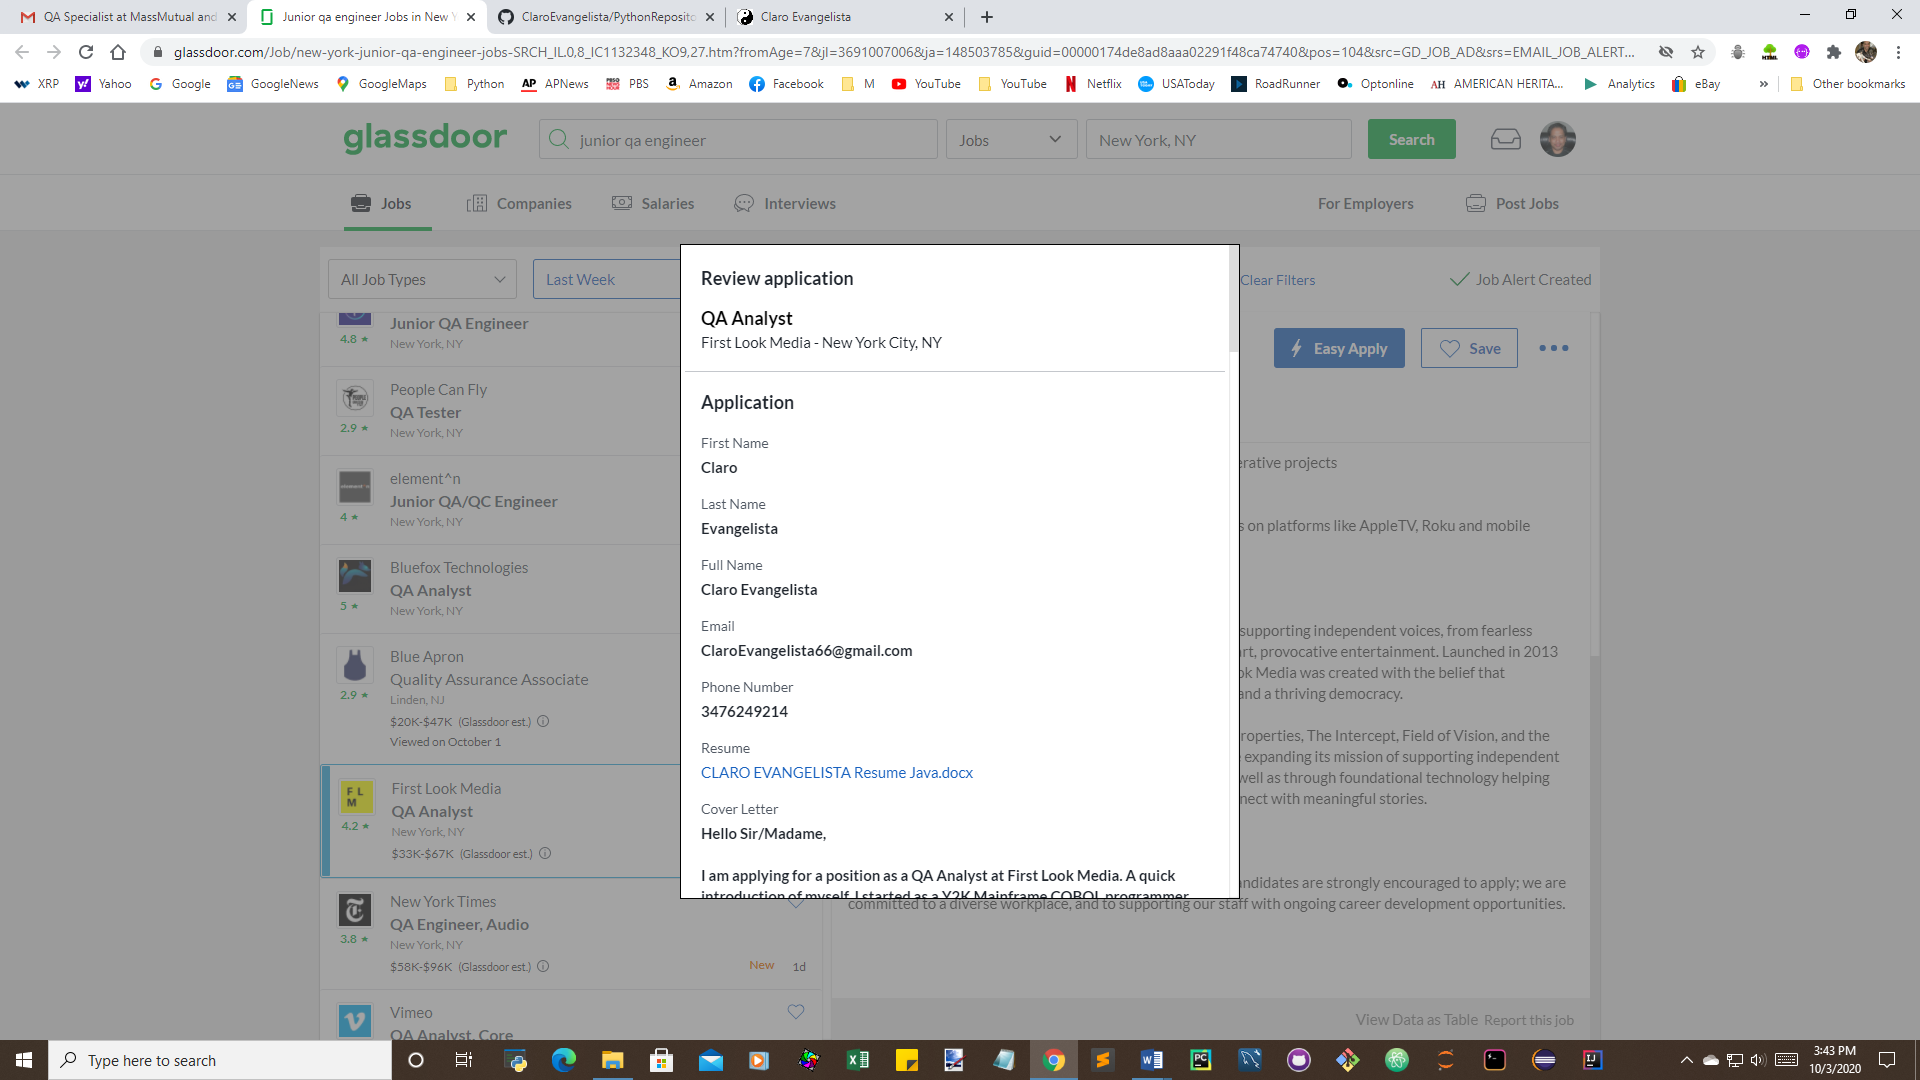 QA Specialist at MassMutual and
Junior qa engineer Jobs in New Y
ClaroEvangelista/PythonReposito
Claro Evangelista
glassdoor.com/Job/new-york-junior-qa-engineer-jobs-SRCH_IL.0,8_IC1132348_KO9,27.htm?fromAge=7&jl=3691007006&ja=148503785&guid=00000174de8ad8aaa02291f48ca74740&pos=104&src=GD_JOB_AD&srs=EMAIL_JOB_ALERT...
XRP Yahoo Google GoogleNews GoogleMaps Python APNews PBS Amazon Facebook M YouTube YouTube Netflix USAToday RoadRunner Optonline AMERICAN HERITA... Analytics eBay » Other bookmarks
glassdoor junior qa engineer Jobs New York, NY Search
Jobs Companies Salaries Interviews For Employers Post Jobs
All Job Types Last Week Clear Filters Job Alert Created
Junior QA Engineer
4.8 ★ New York, NY
People Can Fly
QA Tester
2.9 ★ New York, NY
element^n
Junior QA/QC Engineer
4 ★ New York, NY
Bluefox Technologies
QA Analyst
5 ★ New York, NY
Blue Apron
Quality Assurance Associate
2.9 ★ Linden, NJ
$20K-$47K (Glassdoor est.)
Viewed on October 1
F L M
First Look Media
QA Analyst
4.2 ★ New York, NY
$33K-$67K (Glassdoor est.)
New York Times
QA Engineer, Audio
3.8 ★ New York, NY
$58K-$96K (Glassdoor est.) New 1d
Vimeo
QA Analyst, Core
Review application
QA Analyst
First Look Media - New York City, NY
Application
First Name
Claro
Last Name
Evangelista
Full Name
Claro Evangelista
Email
ClaroEvangelista66@gmail.com
Phone Number
3476249214
Resume
CLARO EVANGELISTA Resume Java.docx
Cover Letter
Hello Sir/Madame,
I am applying for a position as a QA Analyst at First Look Media. A quick
introduction of myself, I started as a Y2K Mainframe COBOL programmer
Easy Apply Save
erative projects
s on platforms like AppleTV, Roku and mobile
supporting independent voices, from fearless
art, provocative entertainment. Launched in 2013
ok Media was created with the belief that
and a thriving democracy.
roperties, The Intercept, Field of Vision, and the
expanding its mission of supporting independent
well as through foundational technology helping
nnect with meaningful stories.
andidates are strongly encouraged to apply; we are
committed to a diverse workplace, and to supporting our staff with ongoing career development opportunities.
View Data as Table Report this job
Type here to search
3:43 PM
10/3/2020